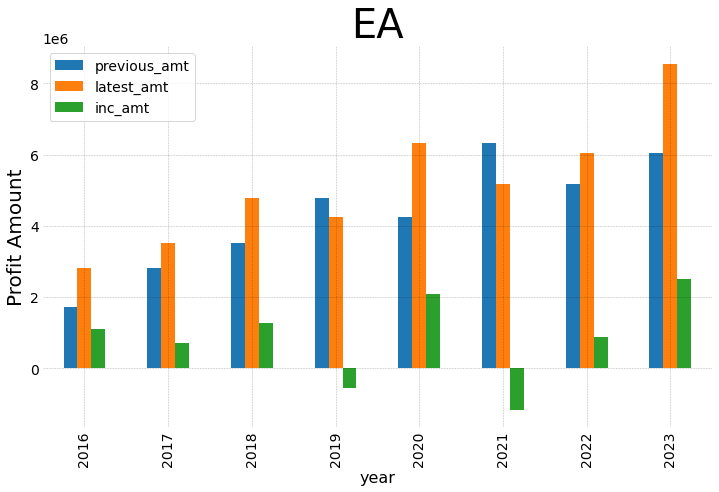 EA
1e6
previous_amt
latest_amt
inc_amt
8
6
4
2
0
Profit Amount
2016
2017
2018
2019
2020
2021
2022
2023
year